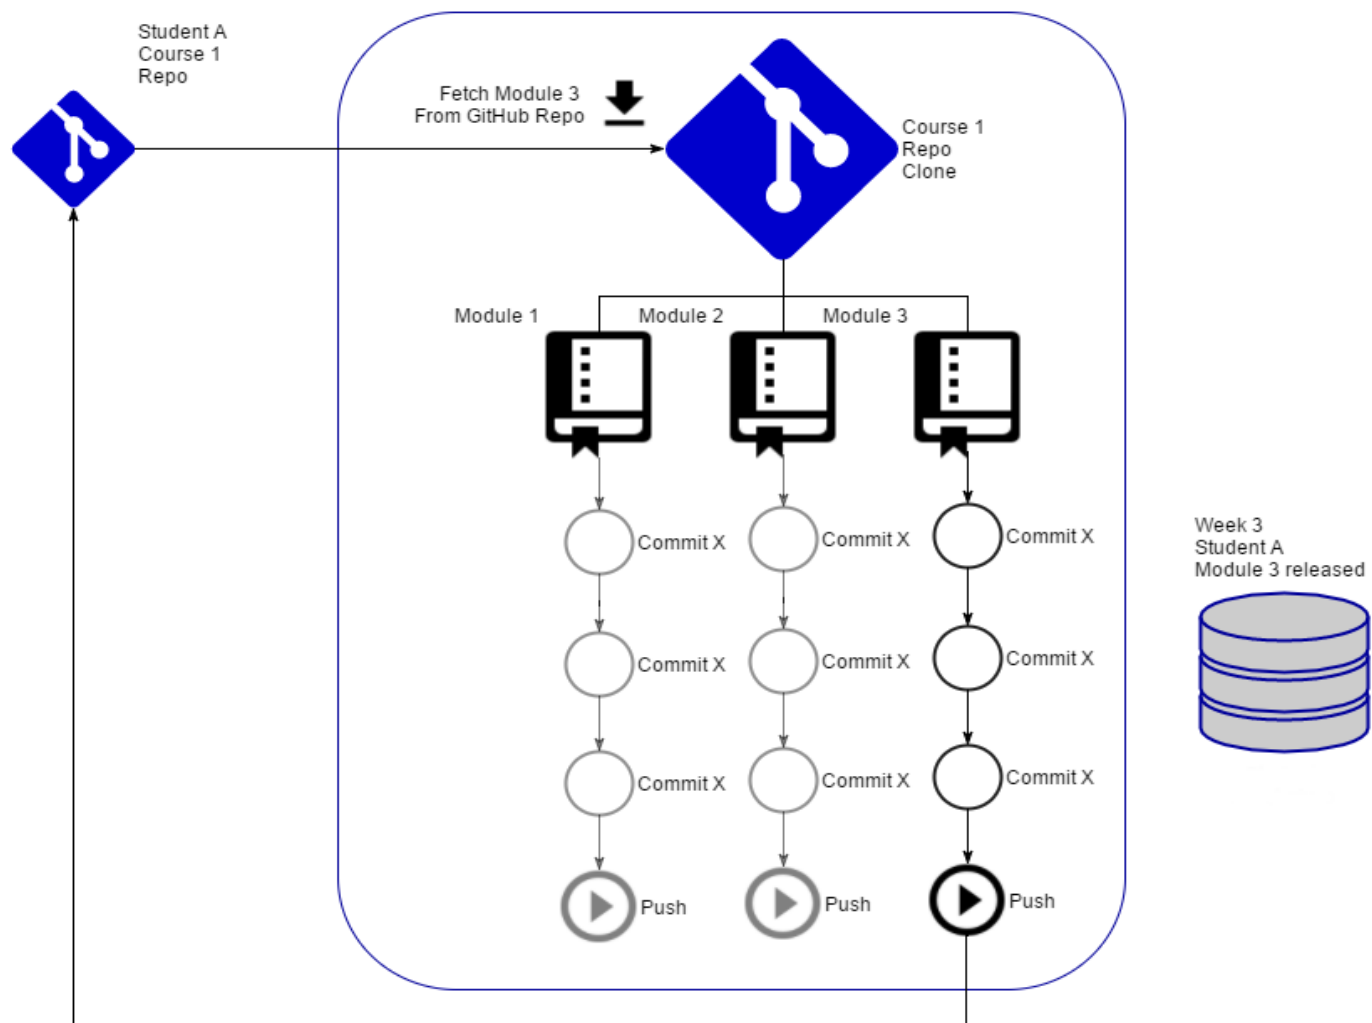 Student A
Course 1
Repo
Fetch Module 3
From GitHub Repo
Course 1
Repo
Clone
Module 1
Module 2
Module 3
Commit X
Commit X
Commit X
Commit X
Commit X
Commit X
Commit X
Commit X
Commit X
Push
Push
Push
Week 3
Student A
Module 3 released